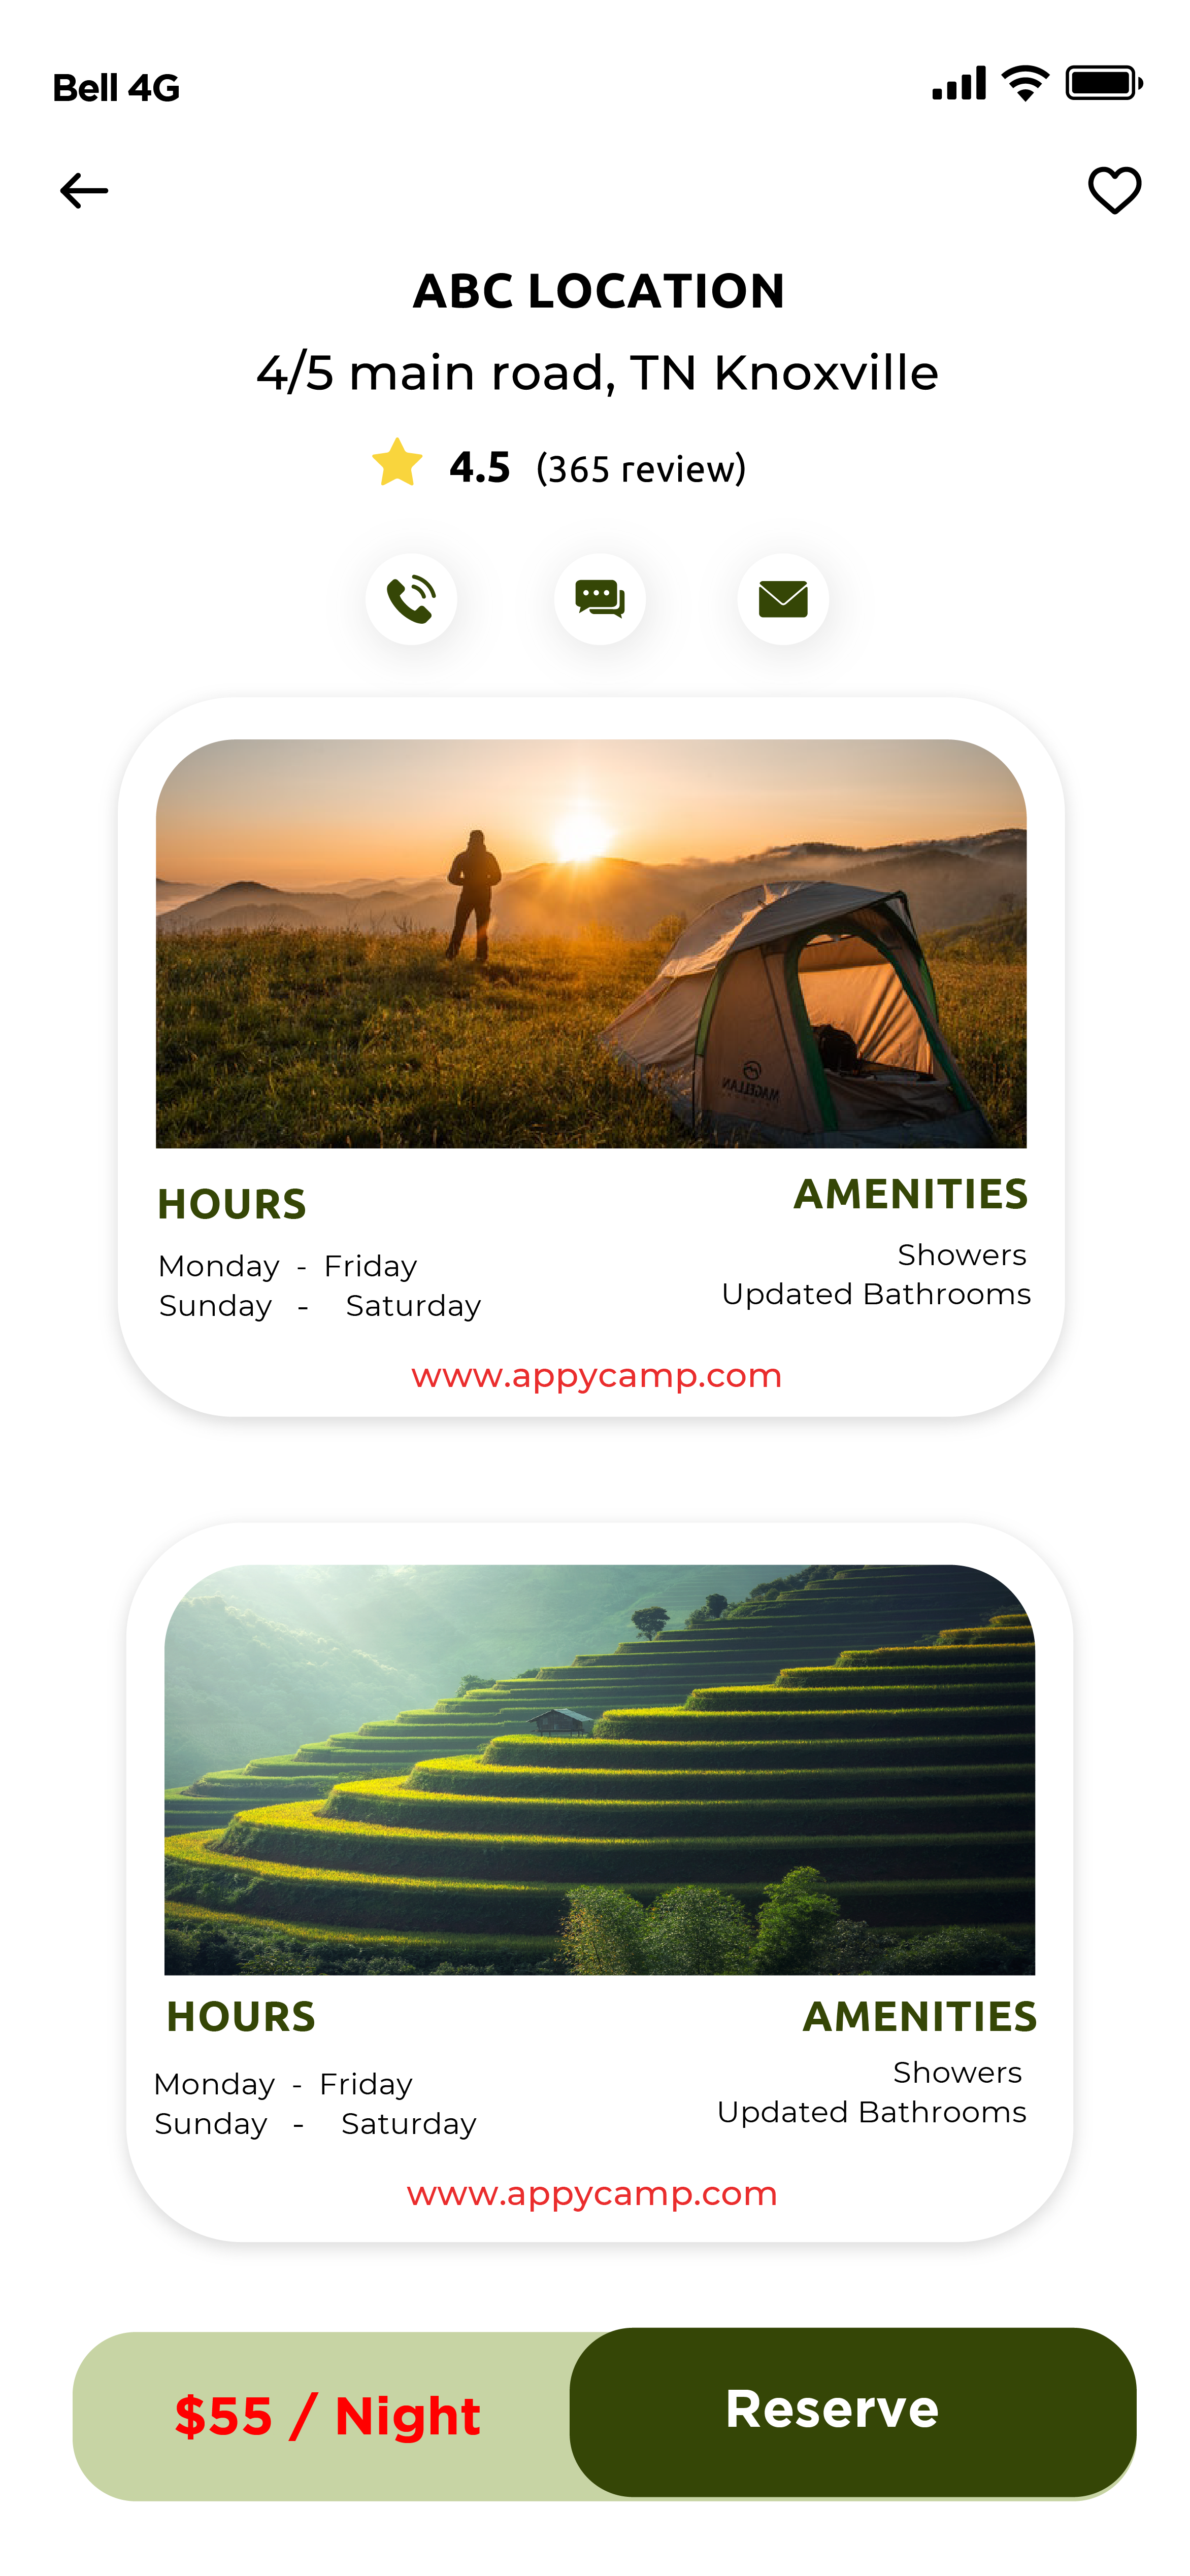 Bell 4G
ABC LOCATION
4/5 main road, TN Knoxville
4.5 (365 review)
MAGELLAN
HOURS
Monday - Friday
Sunday - Saturday
AMENITIES
Showers
Updated Bathrooms
www.appycamp.com
HOURS
Monday - Friday
Sunday - Saturday
AMENITIES
Showers
Updated Bathrooms
www.appycamp.com
$55 / Night
Reserve